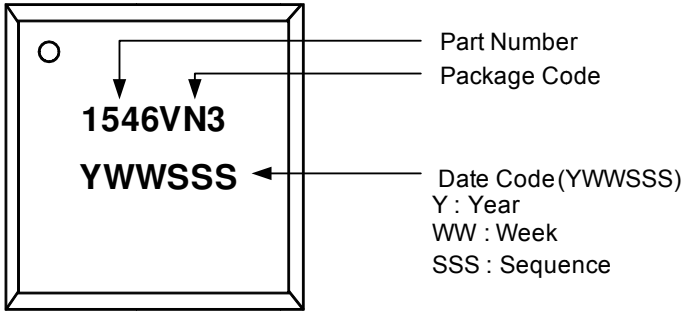 Part Number
Package Code
1546VN3
YWWSSS
Date Code (YWWSSS)
Y : Year
WW : Week
SSS : Sequence